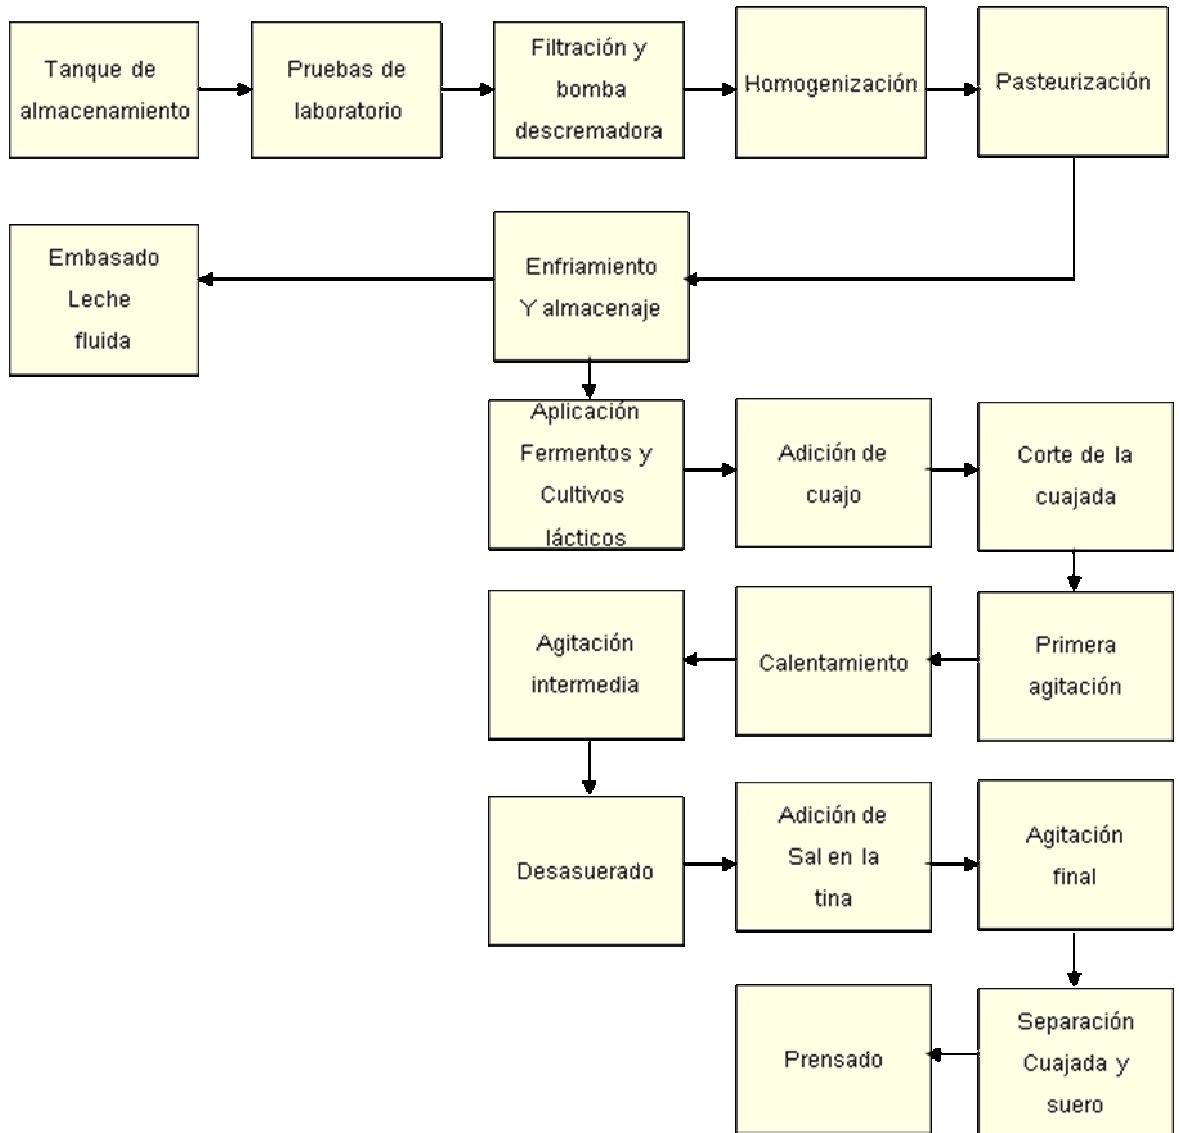 Tanque de
almacenamiento
Pruebas de
laboratorio
Filtración y
bomba
descremadora
Homogenización
Pasteurización
Embasado
Leche
fluida
Enfriamiento
Y almacenaje
Aplicación
Fermentos y
Cultivos
lácticos
Adición de
cuajo
Corte de la
cuajada
Agitación
intermedia
Calentamiento
Primera
agitación
Desasuerado
Adición de
Sal en la
tina
Agitación
final
Prensado
Separación
Cuajada y
suero